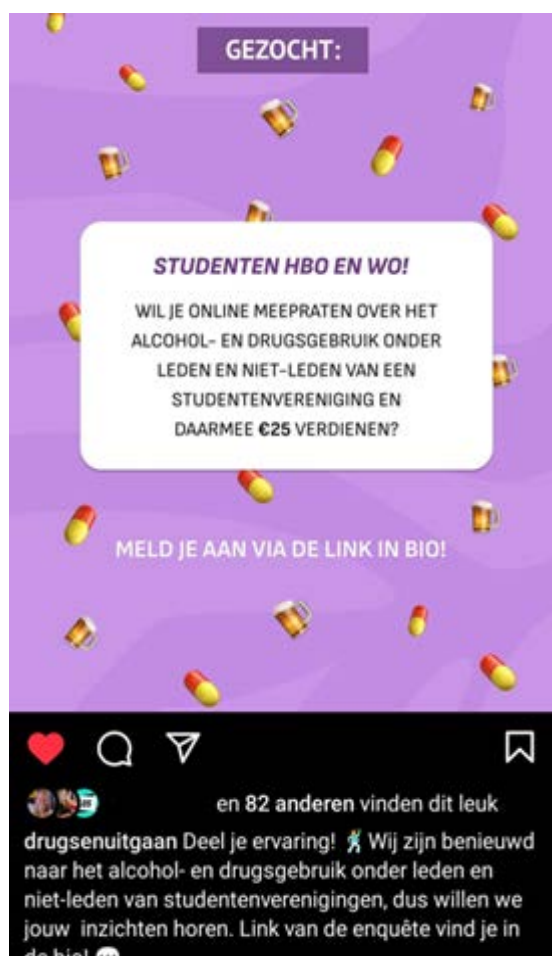 GEZOCHT:
STUDENTEN HBO EN WO!
WIL JE ONLINE MEEPRATEN OVER HET
ALCOHOL- EN DRUGSGEBRUIK ONDER
LEDEN EN NIET-LEDEN VAN EEN
STUDENTENVERENIGING EN
DAARMEE €25 VERDIENEN?
MELD JE AAN VIA DE LINK IN BIO!
en 82 anderen vinden dit leuk
drugsenuitgaan Deel je ervaring! 🕺 Wij zijn benieuwd
naar het alcohol- en drugsgebruik onder leden en
niet-leden van studentenverenigingen, dus willen we
jouw inzichten horen. Link van de enquête vind je in
de bio! 💬